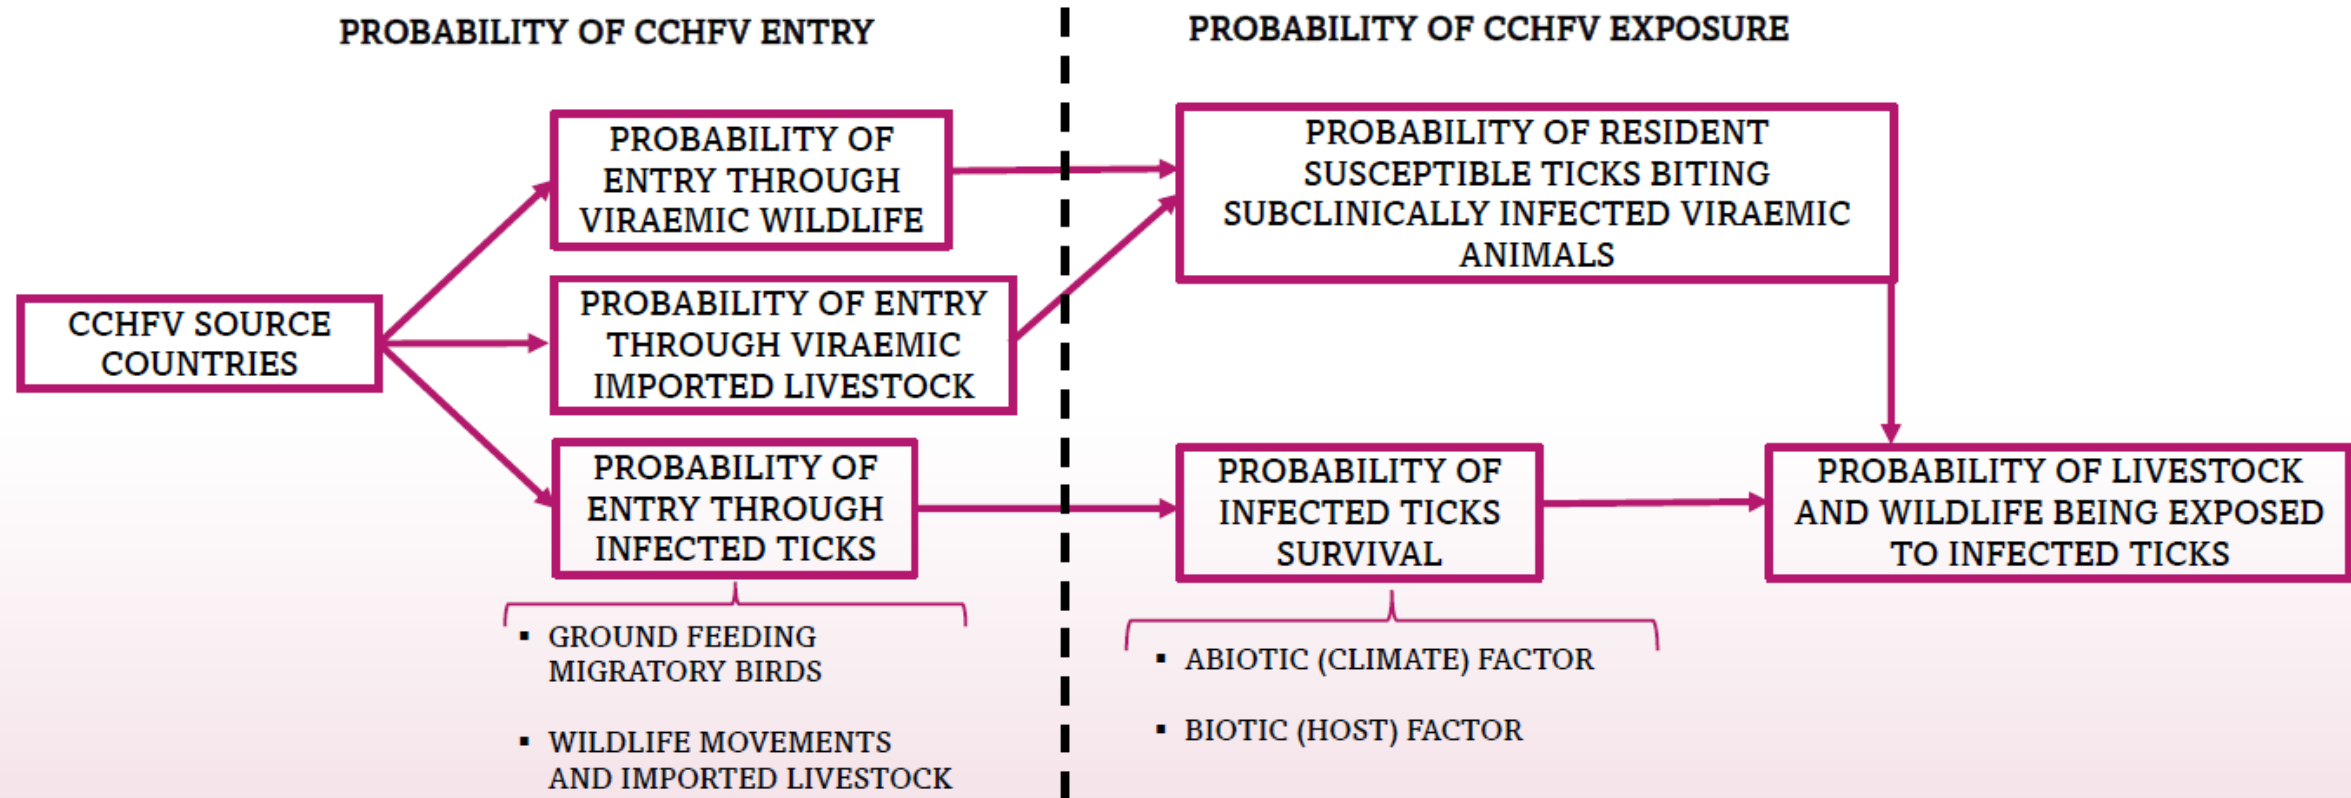 PROBABILITY OF CCHFV ENTRY
PROBABILITY OF CCHFV EXPOSURE
CCHFV SOURCE
COUNTRIES
PROBABILITY OF
ENTRY THROUGH
VIRAEMIC WILDLIFE
PROBABILITY OF ENTRY
THROUGH VIRAEMIC
IMPORTED LIVESTOCK
PROBABILITY OF
ENTRY THROUGH
INFECTED TICKS
▪ GROUND FEEDING
MIGRATORY BIRDS
▪ WILDLIFE MOVEMENTS
AND IMPORTED LIVESTOCK
PROBABILITY OF RESIDENT
SUSCEPTIBLE TICKS BITING
SUBCLINICALLY INFECTED VIRAEMIC
ANIMALS
PROBABILITY OF
INFECTED TICKS
SURVIVAL
▪ ABIOTIC (CLIMATE) FACTOR
▪ BIOTIC (HOST) FACTOR
PROBABILITY OF LIVESTOCK
AND WILDLIFE BEING EXPOSED
TO INFECTED TICKS